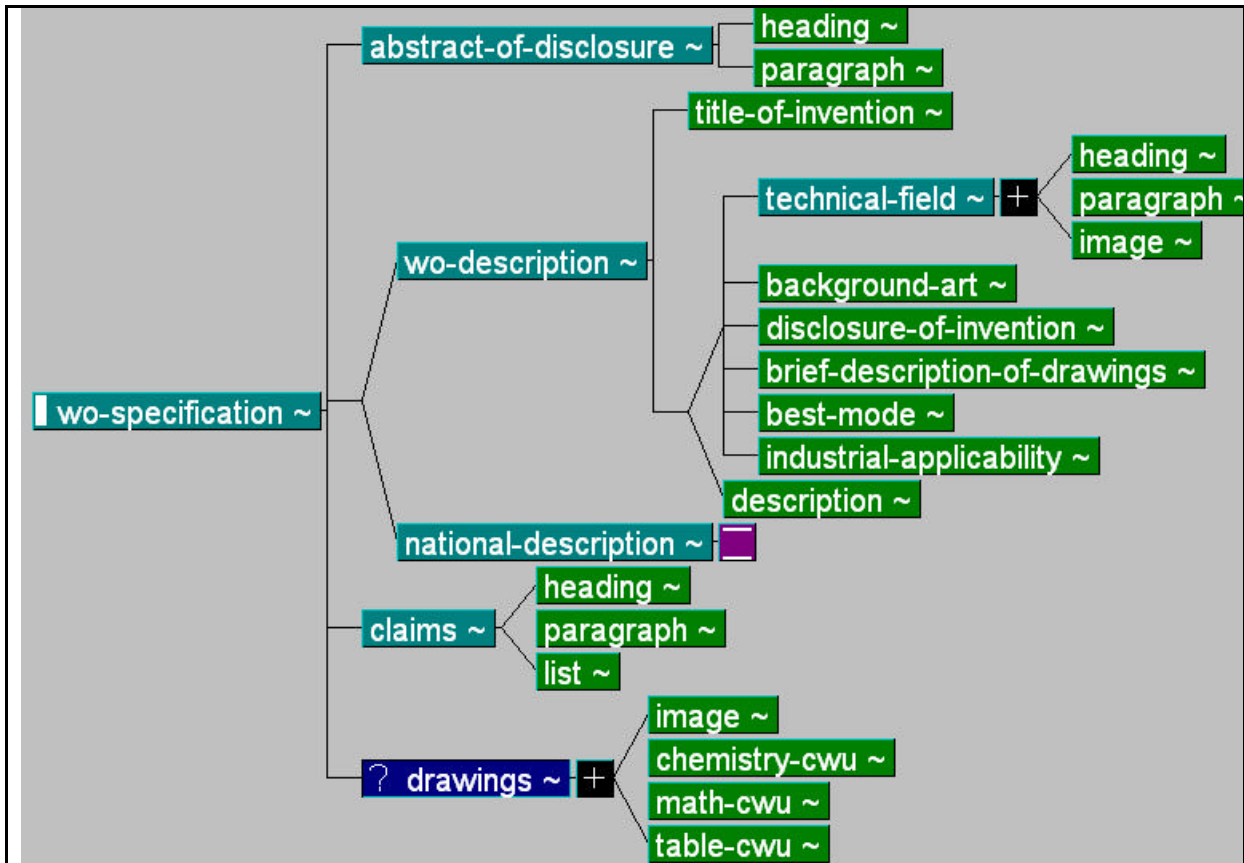 heading ~
abstract-of-disclosure ~
paragraph ~
title-of-invention ~
heading ~
technical-field ~ +
paragraph ~
image ~
wo-description ~
background-art ~
disclosure-of-invention ~
brief-description-of-drawings ~
wo-specification ~
best-mode ~
industrial-applicability ~
description ~
national-description ~
heading ~
claims ~
paragraph ~
list ~
image ~
chemistry-cwu ~
? drawings ~ +
math-cwu ~
table-cwu ~